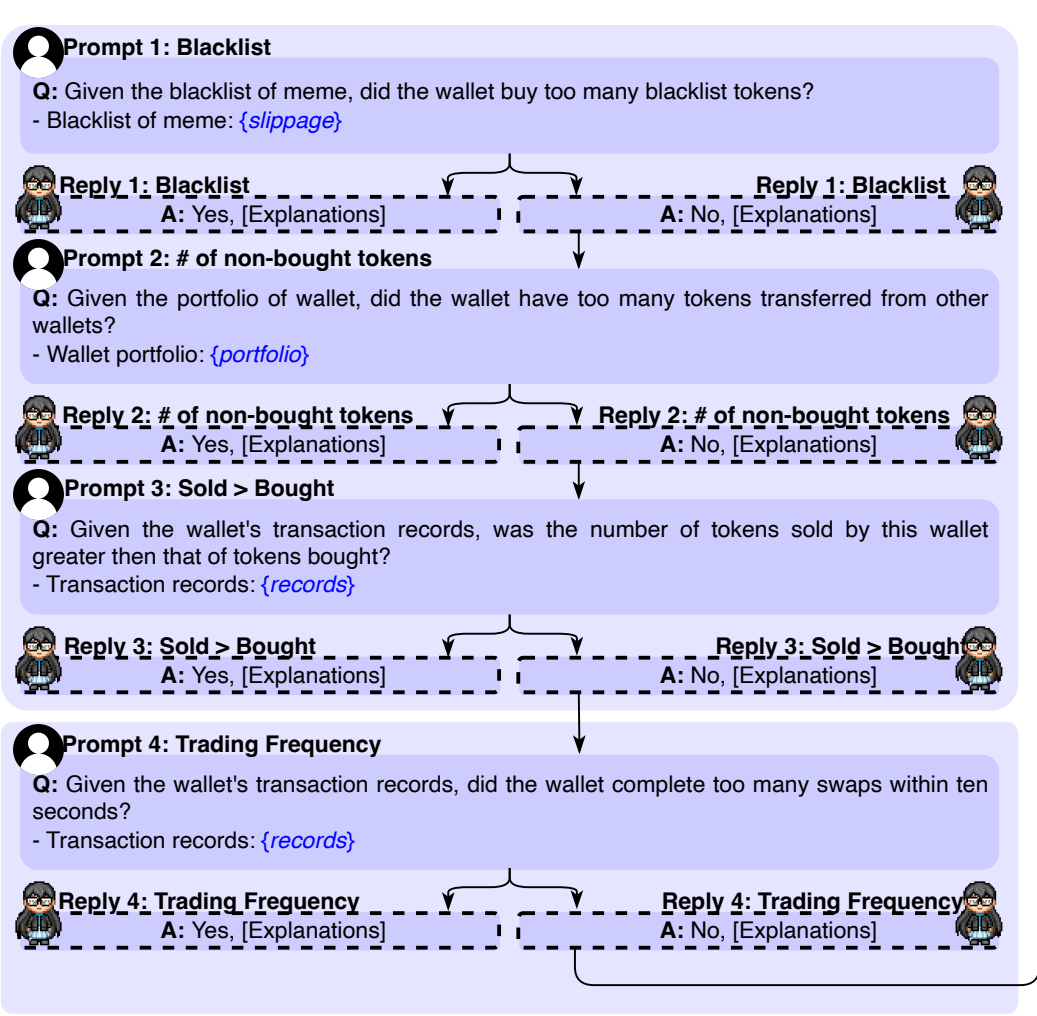 Prompt 1: Blacklist
Q: Given the blacklist of meme, did the wallet buy too many blacklist tokens?
- Blacklist of meme: {slippage}
Reply 1: Blacklist
A: Yes, [Explanations]
Reply 1: Blacklist
A: No, [Explanations]
Prompt 2: # of non-bought tokens
Q: Given the portfolio of wallet, did the wallet have too many tokens transferred from other
wallets?
- Wallet portfolio: {portfolio}
Reply 2: # of non-bought tokens
A: Yes, [Explanations]
Reply 2: # of non-bought tokens
A: No, [Explanations]
Prompt 3: Sold > Bought
Q: Given the wallet's transaction records, was the number of tokens sold by this wallet
greater then that of tokens bought?
- Transaction records: {records}
Reply 3: Sold > Bought
A: Yes, [Explanations]
Reply 3: Sold > Bought
A: No, [Explanations]
Prompt 4: Trading Frequency
Q: Given the wallet's transaction records, did the wallet complete too many swaps within ten
seconds?
- Transaction records: {records}
Reply 4: Trading Frequency
A: Yes, [Explanations]
Reply 4: Trading Frequency
A: No, [Explanations]